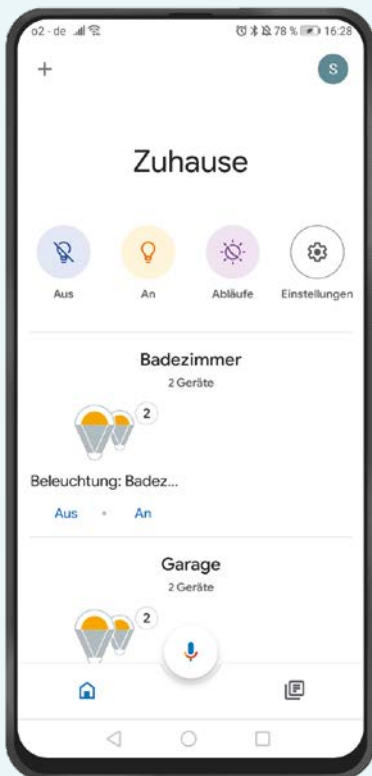 o2 - de
78 %
16:28
+
S
Zuhause
Aus
An
Abläufe
Einstellungen
Badezimmer
2 Geräte
2
Beleuchtung: Badez...
Aus • An
Garage
2 Geräte
2